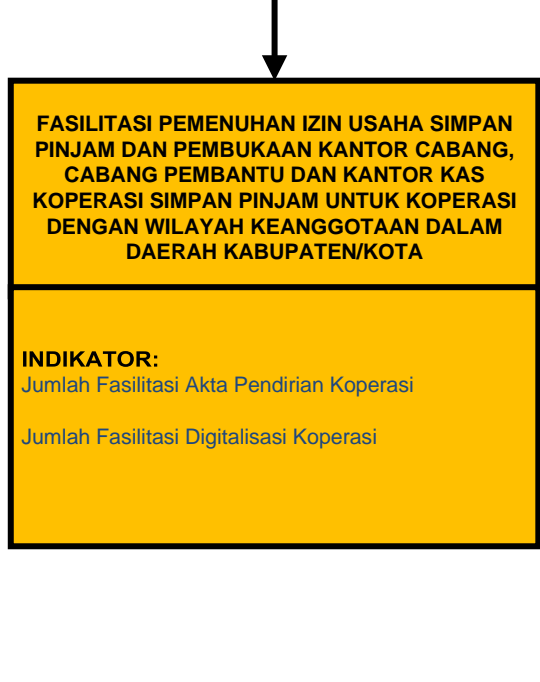 FASILITASI PEMENUHAN IZIN USAHA SIMPAN
PINJAM DAN PEMBUKAAN KANTOR CABANG,
CABANG PEMBANTU DAN KANTOR KAS
KOPERASI SIMPAN PINJAM UNTUK KOPERASI
DENGAN WILAYAH KEANGGOTAAN DALAM
DAERAH KABUPATEN/KOTA
INDIKATOR:
Jumlah Fasilitasi Akta Pendirian Koperasi
Jumlah Fasilitasi Digitalisasi Koperasi